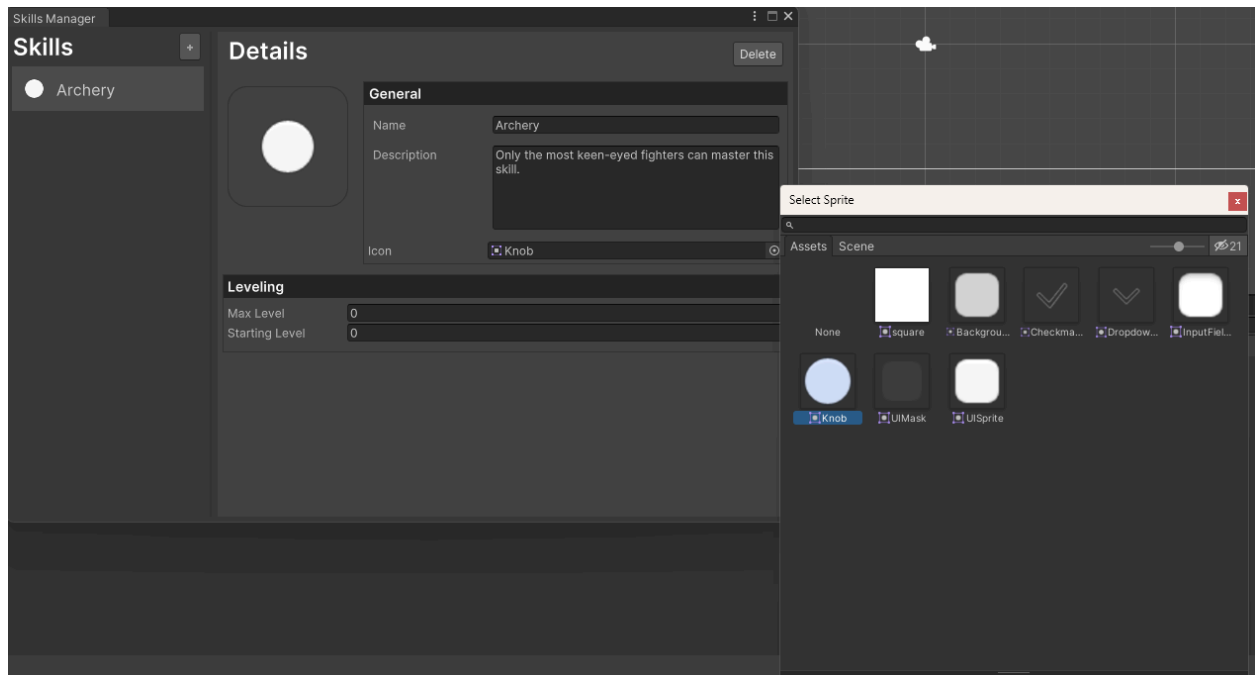 Skills Manager
Skills
+
Archery
Details
Delete
General
Name
Archery
Description
Only the most keen-eyed fighters can master this
skill.
Icon
Knob
Leveling
Max Level
0
Starting Level
0
Select Sprite
x
Assets
Scene
21
None
square
Backgrou...
Checkma...
Dropdow...
InputFiel...
Knob
UIMask
UISprite